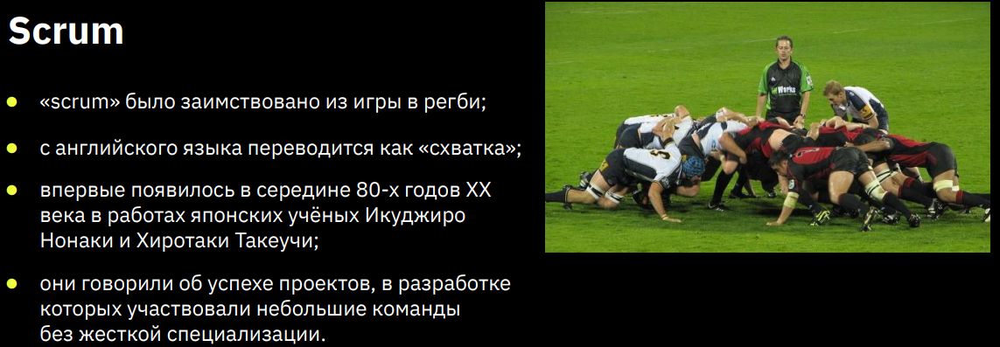 Scrum
«scrum» было заимствовано из игры в регби;
с английского языка переводится как «схватка»;
впервые появилось в середине 80-х годов XX
века в работах японских учёных Икуджиро
Нонаки и Хиротаки Такеучи;
они говорили об успехе проектов, в разработке
которых участвовали небольшие команды
без жесткой специализации.